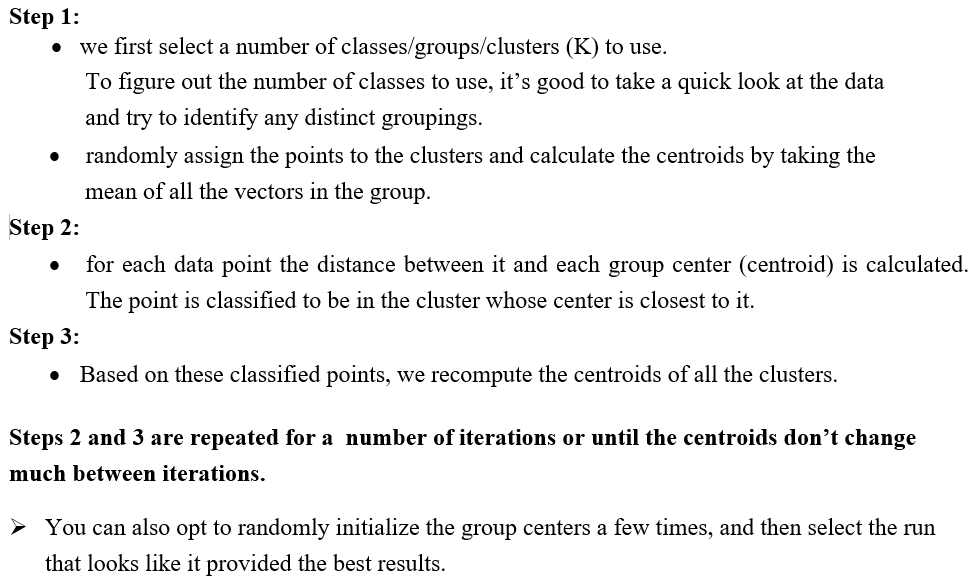 Step 1:
• we first select a number of classes/groups/clusters (K) to use.
To figure out the number of classes to use, it’s good to take a quick look at the data
and try to identify any distinct groupings.
• randomly assign the points to the clusters and calculate the centroids by taking the
mean of all the vectors in the group.
Step 2:
• for each data point the distance between it and each group center (centroid) is calculated.
The point is classified to be in the cluster whose center is closest to it.
Step 3:
• Based on these classified points, we recompute the centroids of all the clusters.
Steps 2 and 3 are repeated for a number of iterations or until the centroids don’t change
much between iterations.
➢ You can also opt to randomly initialize the group centers a few times, and then select the run
that looks like it provided the best results.